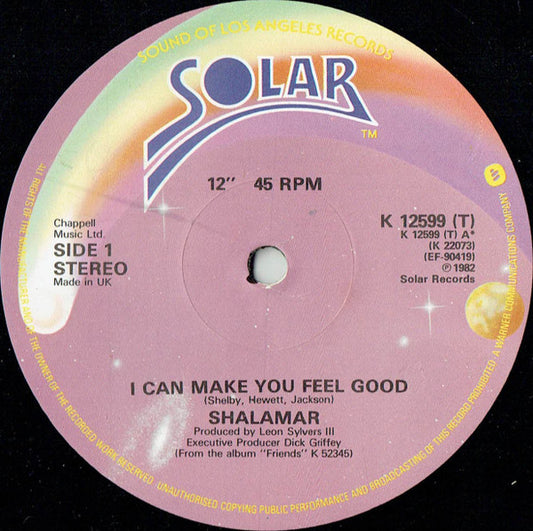 SOUND OF LOS ANGELES RECORDS
SOLAR
TM
12" 45 RPM
Chappell
Music Ltd.
SIDE 1
STEREO
Made in UK
K 12599 (T)
K 12599 (T) A*
(K 22073)
(EF-90419)
℗ 1982
Solar Records
I CAN MAKE YOU FEEL GOOD
(Shelby, Hewett, Jackson)
SHALAMAR
Produced by Leon Sylvers III
Executive Producer Dick Griffey
(From the album "Friends" K 52345)
ALL RIGHTS OF THE MANUFACTURER AND OF THE OWNER OF THE RECORDED WORK RESERVED. UNAUTHORISED COPYING PUBLIC PERFORMANCE AND BROADCASTING OF THIS RECORD PROHIBITED · A WARNER COMMUNICATIONS COMPANY